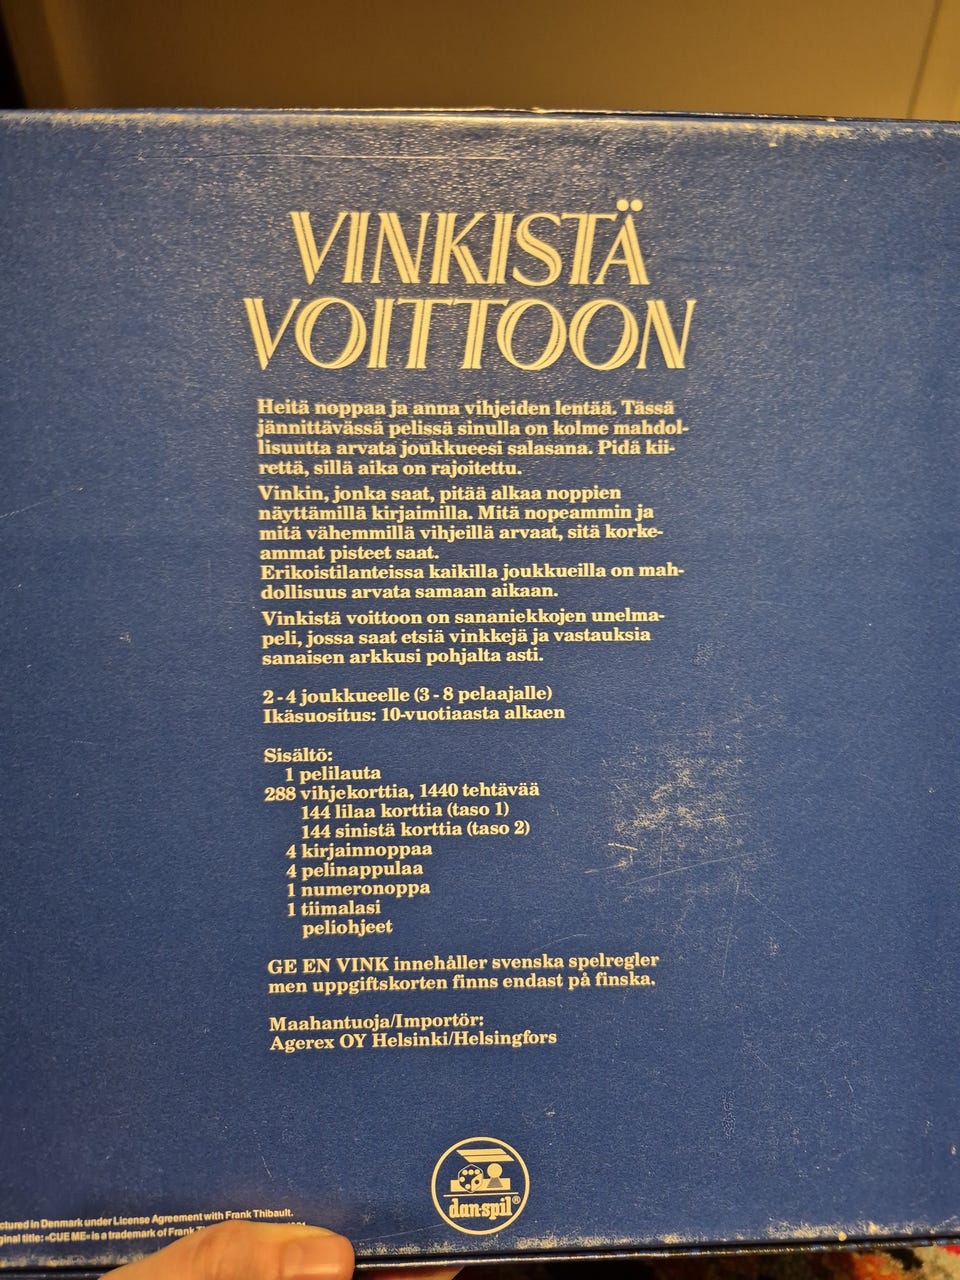 VINKISTÄ
VOITTOON
Heitä noppaa ja anna vihjeiden lentää. Tässä
jännittävässä pelissä sinulla on kolme mahdol-
lisuutta arvata joukkueesi salasana. Pidä kii-
rettä, sillä aika on rajoitettu.
Vinkin, jonka saat, pitää alkaa noppien
näyttämillä kirjaimilla. Mitä nopeammin ja
mitä vähemmillä vihjeillä arvaat, sitä korke-
ammat pisteet saat.
Erikoistilanteissa kaikilla joukkueilla on mah-
dollisuus arvata samaan aikaan.
Vinkistä voittoon on sananiekkojen unelma-
peli, jossa saat etsiä vinkkejä ja vastauksia
sanaisen arkkusi pohjalta asti.
2 - 4 joukkueelle (3 - 8 pelaajalle)
Ikäsuositus: 10-vuotiaasta alkaen
Sisältö:
1 pelilauta
288 vihjekorttia, 1440 tehtävää
144 lilaa korttia (taso 1)
144 sinistä korttia (taso 2)
4 kirjainnoppaa
4 pelinappulaa
1 numeronoppa
1 tiimalasi
peliohjeet
GE EN VINK innehåller svenska spelregler
men uppgiftskorten finns endast på finska.
Maahantuoja/Importör:
Agerex OY Helsinki/Helsingfors
dan-spil®
ctured in Denmark under License Agreement with Frank Thibault.
ginal title: «CUE ME» is a trademark of Frank